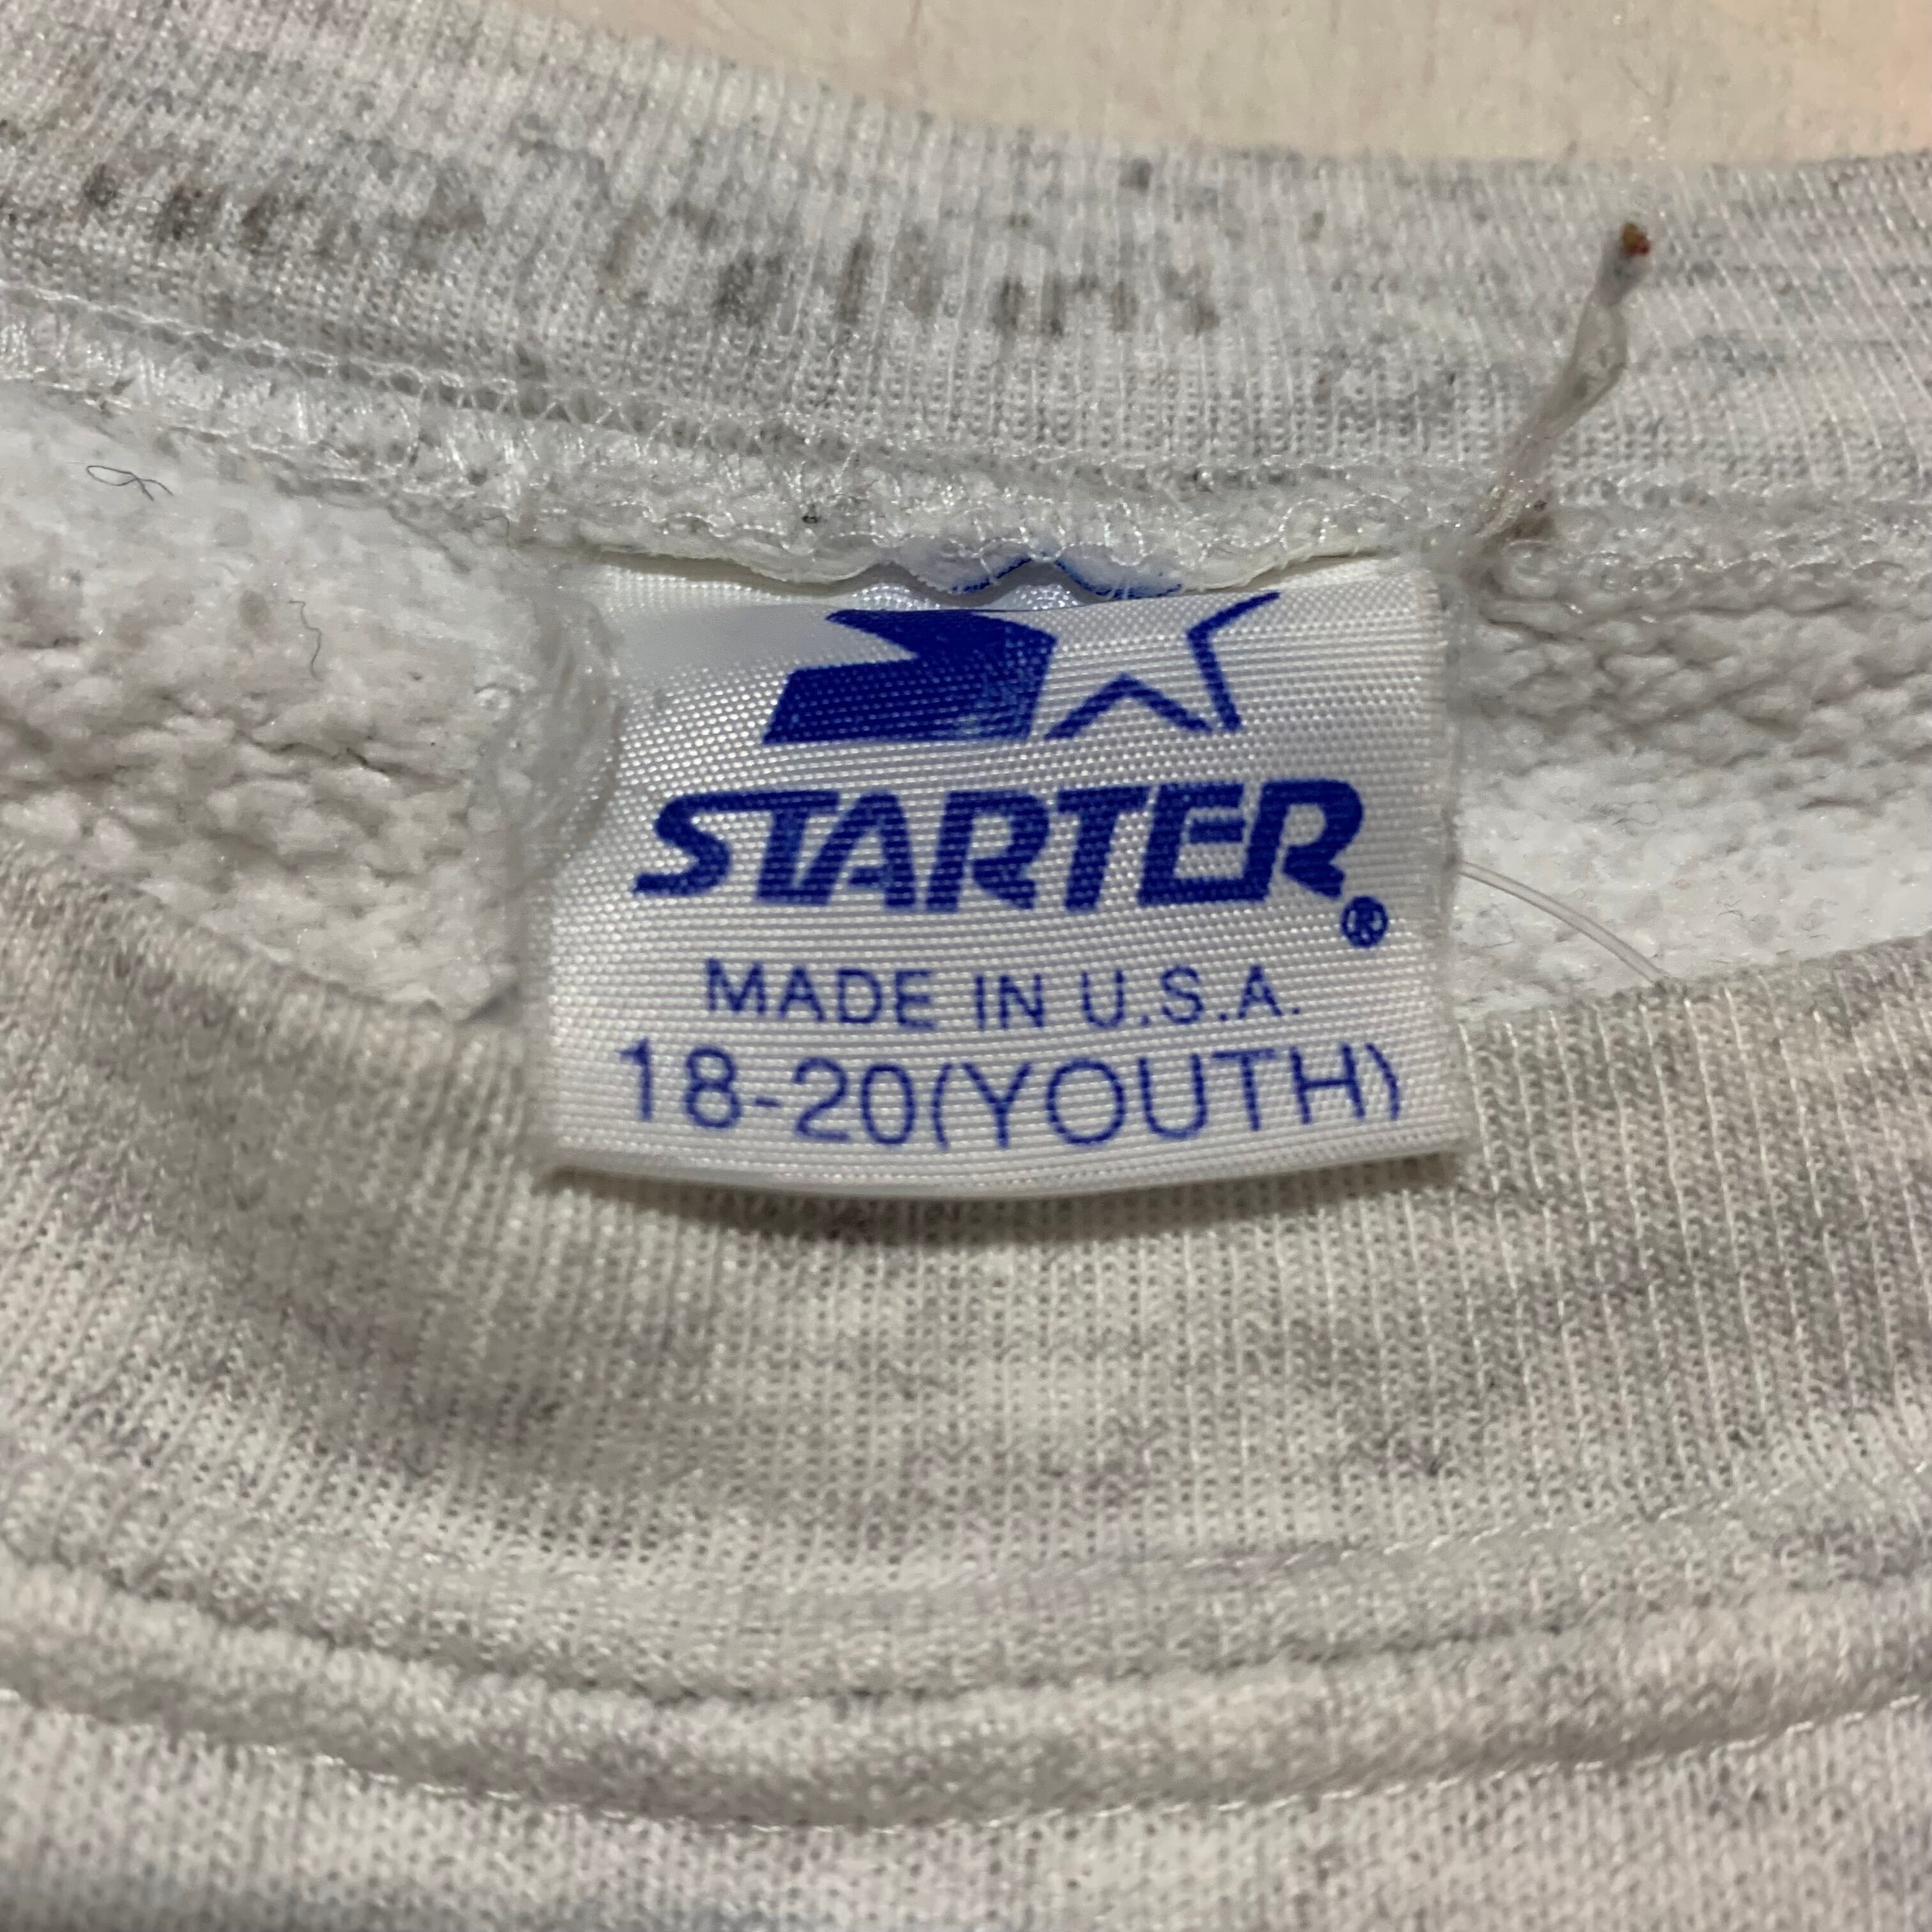 STARTER®
MADE IN U.S.A.
18-20(YOUTH)